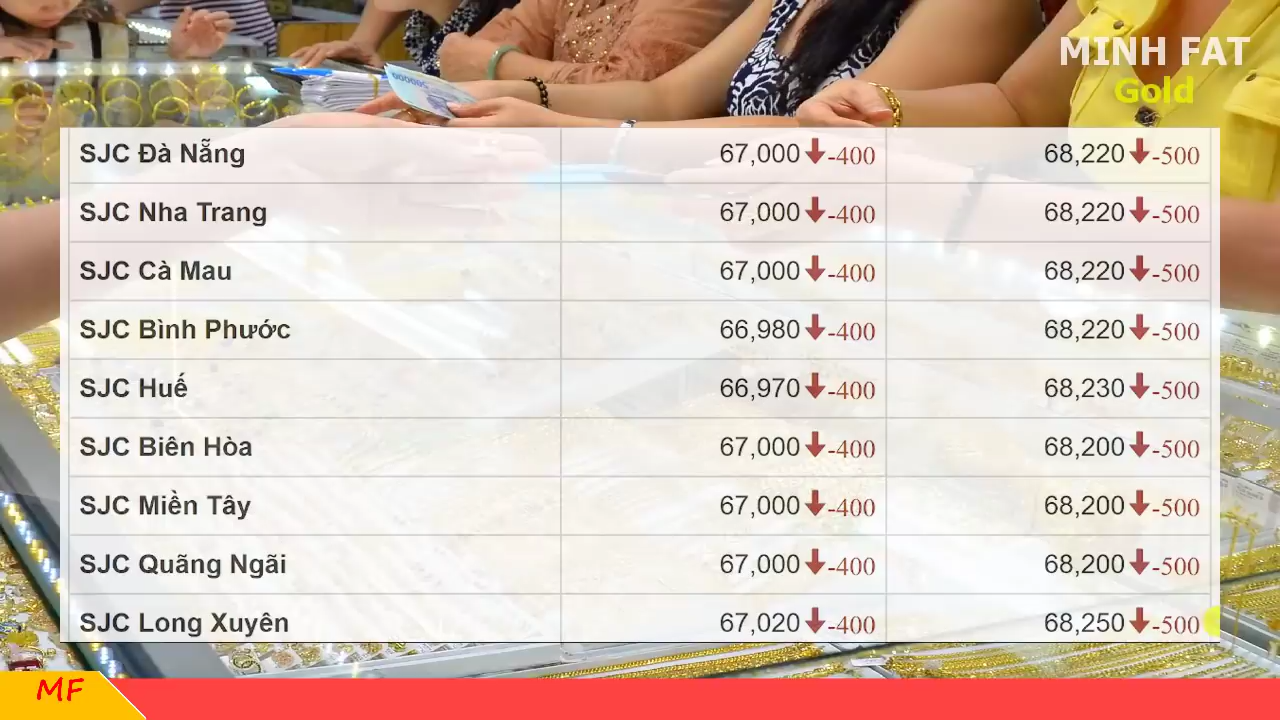 MINH FAT
Gold
SJC Đà Nẵng 67,000 -400 68,220 -500
SJC Nha Trang 67,000 -400 68,220 -500
SJC Cà Mau 67,000 -400 68,220 -500
SJC Bình Phước 66,980 -400 68,220 -500
SJC Huế 66,970 -400 68,230 -500
SJC Biên Hòa 67,000 -400 68,200 -500
SJC Miền Tây 67,000 -400 68,200 -500
SJC Quãng Ngãi 67,000 -400 68,200 -500
SJC Long Xuyên 67,020 -400 68,250 -500
MF